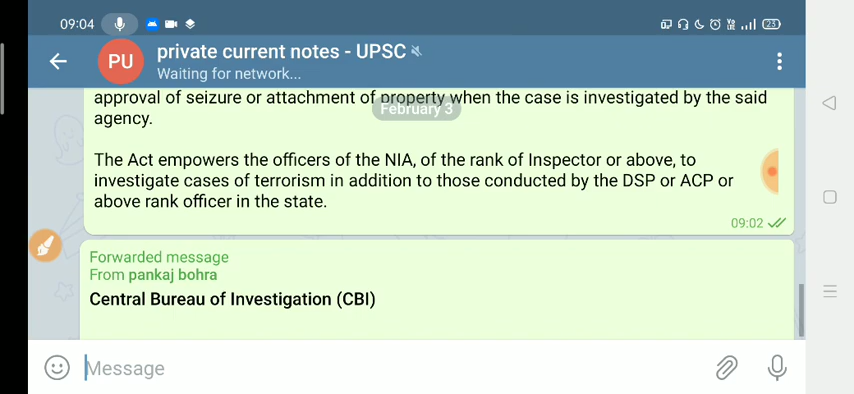 09:04
23
PU
private current notes - UPSC
Waiting for network...
approval of seizure or attachment of property when the case is investigated by the said
agency.
February 3
The Act empowers the officers of the NIA, of the rank of Inspector or above, to
investigate cases of terrorism in addition to those conducted by the DSP or ACP or
above rank officer in the state.
09:02
Forwarded message
From pankaj bohra
Central Bureau of Investigation (CBI)
Message